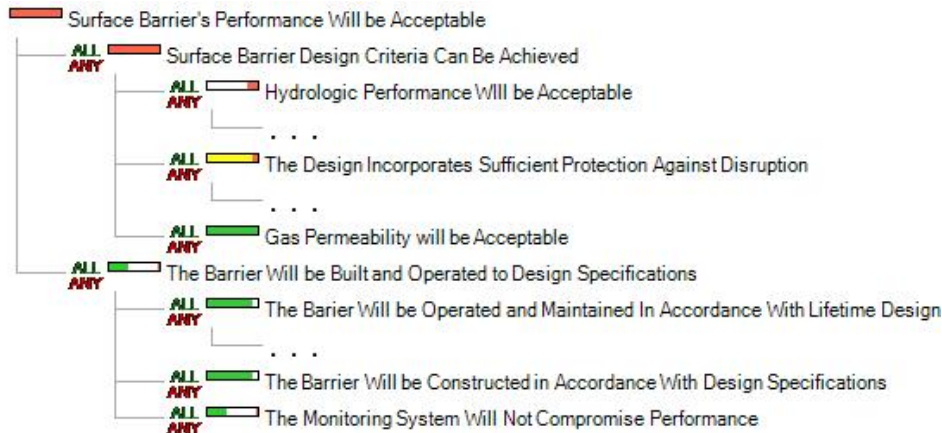 Surface Barrier's Performance Will be Acceptable
ALL ANY Surface Barrier Design Criteria Can Be Achieved
ALL ANY Hydrologic Performance WIll be Acceptable
. . .
ALL ANY The Design Incorporates Sufficient Protection Against Disruption
. . .
ALL ANY Gas Permeability will be Acceptable
ALL ANY The Barrier Will be Built and Operated to Design Specifications
ALL ANY The Barier Will be Operated and Maintained In Accordance With Lifetime Design
. . .
ALL ANY The Barrier Will be Constructed in Accordance With Design Specifications
ALL ANY The Monitoring System Will Not Compromise Performance